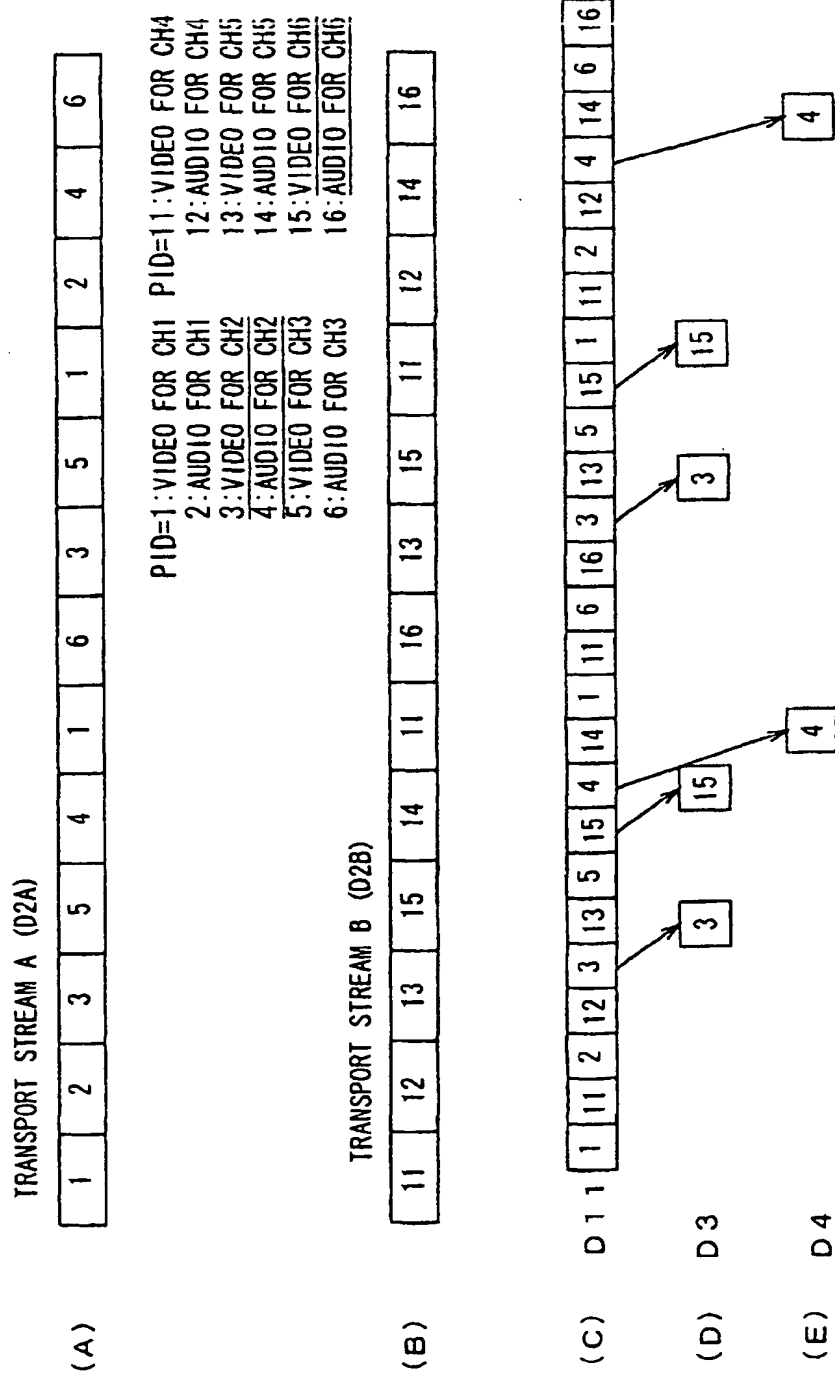 TRANSPORT STREAM A (D2A)
(A) 1 2 3 5 4 1 6 3 5 1 2 4 6
PID=1:VIDEO FOR CH1 PID=11:VIDEO FOR CH4
2:AUDIO FOR CH1 12:AUDIO FOR CH4
3:VIDEO FOR CH2 13:VIDEO FOR CH5
4:AUDIO FOR CH2 14:AUDIO FOR CH5
5:VIDEO FOR CH3 15:VIDEO FOR CH6
6:AUDIO FOR CH3 16:AUDIO FOR CH6
TRANSPORT STREAM B (D2B)
(B) 11 12 13 15 14 11 16 13 15 11 12 14 16
(C) D11 1 11 2 12 3 13 5 15 4 14 1 11 6 16 3 13 5 15 1 11 2 12 4 14 6 16
(D) D3 3 15 3 15
(E) D4 4 4